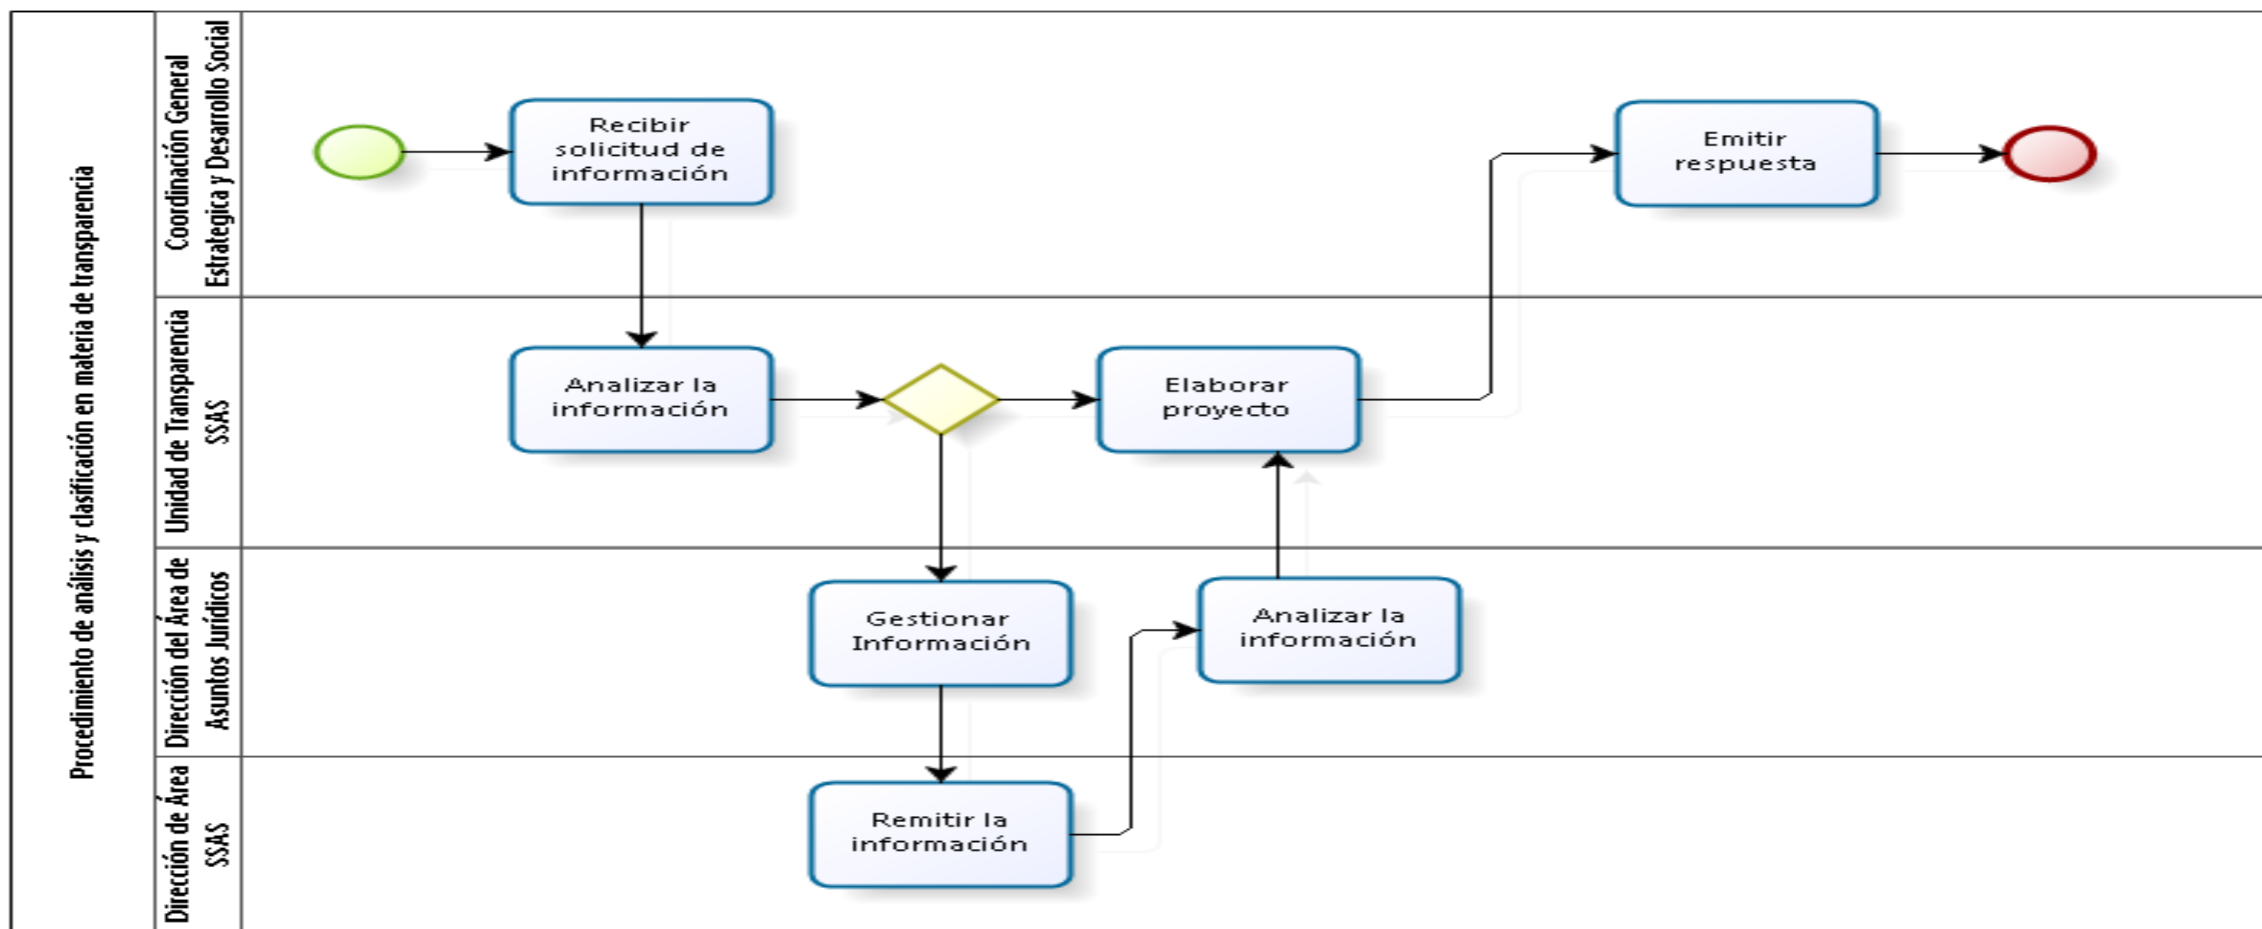 Procedimiento de análisis y clasificación en materia de transparencia
Coordinación General
Estrategica y Desarrollo Social
Recibir
solicitud de
información
Emitir
respuesta
Unidad de Transparencia
SSAS
Analizar la
información
Elaborar
proyecto
Dirección del Área de
Asuntos Jurídicos
Gestionar
Información
Analizar la
información
Dirección de Área
SSAS
Remitir la
información